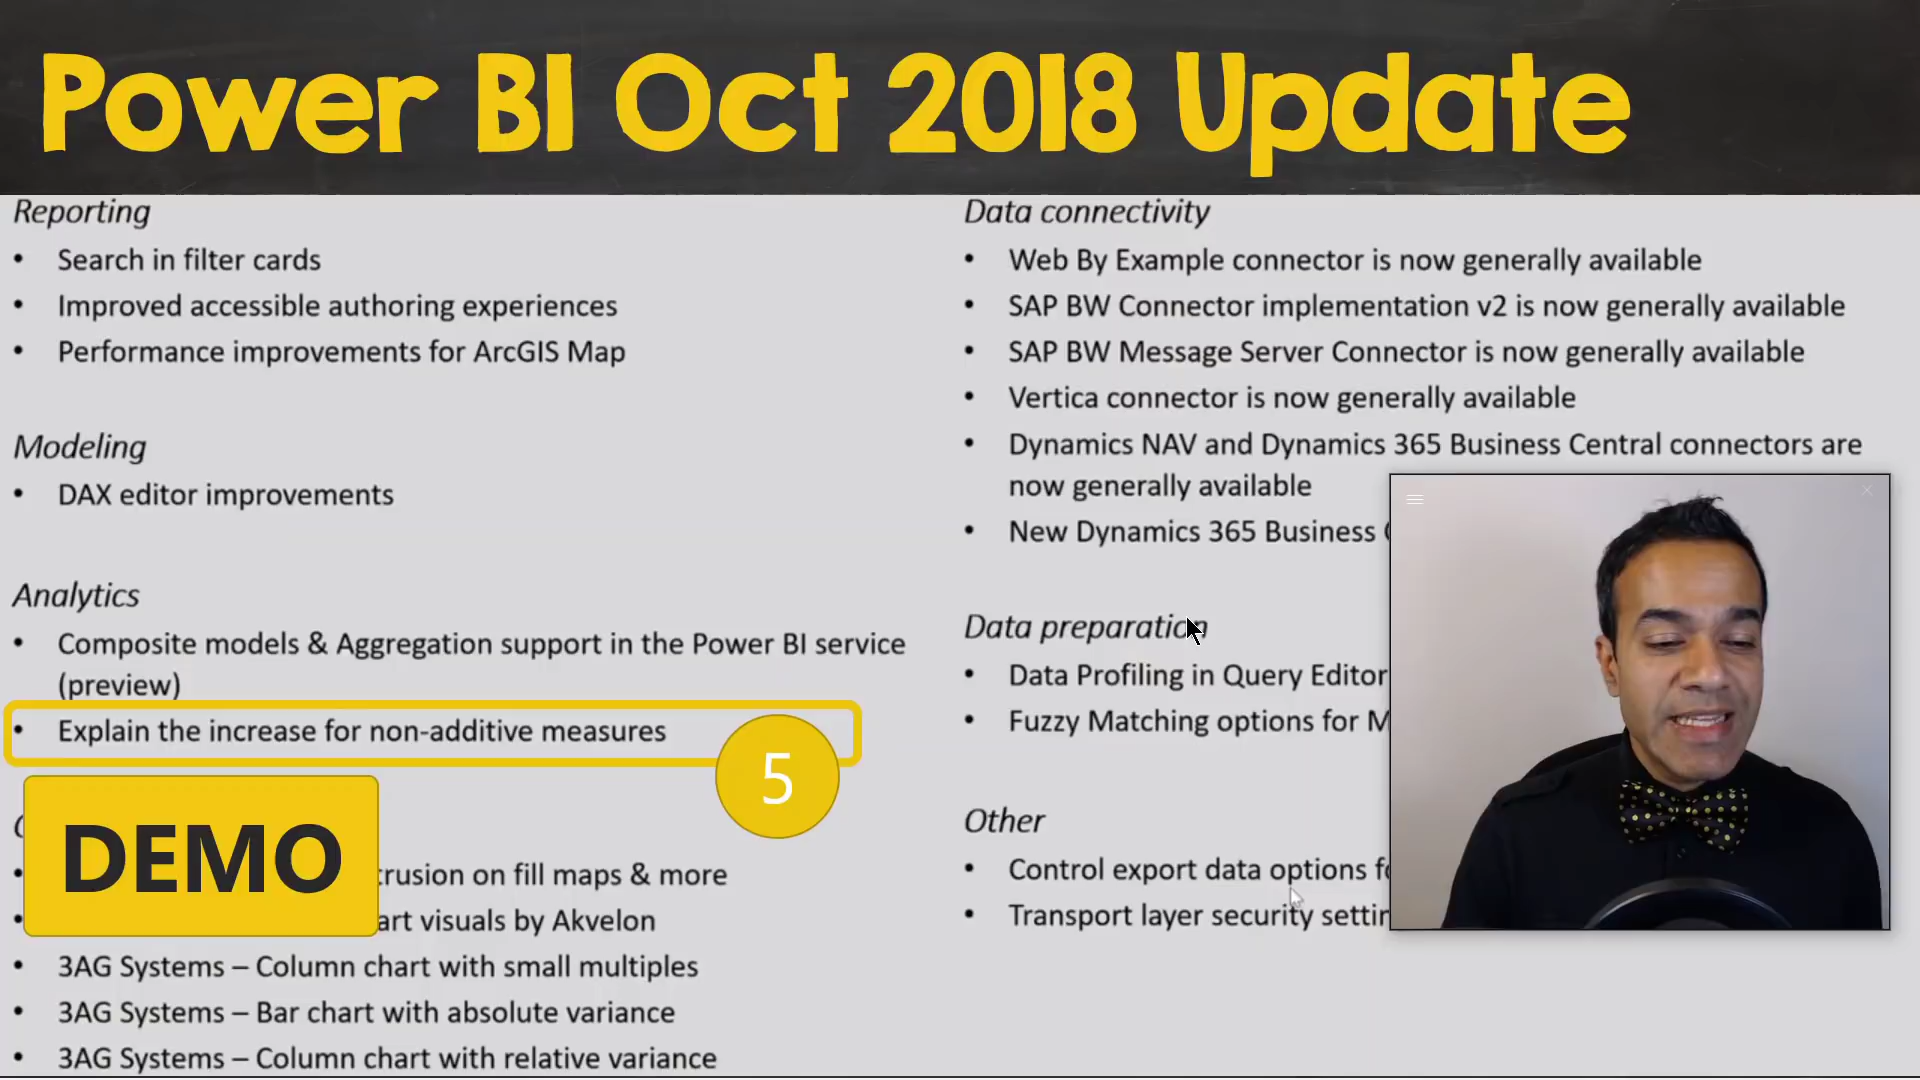 Power BI Oct 2018 Update
Reporting
• Search in filter cards
• Improved accessible authoring experiences
• Performance improvements for ArcGIS Map
Modeling
• DAX editor improvements
Analytics
• Composite models & Aggregation support in the Power BI service
(preview)
• Explain the increase for non-additive measures
5
DEMO
• trusion on fill maps & more
• art visuals by Akvelon
• 3AG Systems – Column chart with small multiples
• 3AG Systems – Bar chart with absolute variance
• 3AG Systems – Column chart with relative variance
Data connectivity
• Web By Example connector is now generally available
• SAP BW Connector implementation v2 is now generally available
• SAP BW Message Server Connector is now generally available
• Vertica connector is now generally available
• Dynamics NAV and Dynamics 365 Business Central connectors are
now generally available
• New Dynamics 365 Business
Data preparation
• Data Profiling in Query Editor
• Fuzzy Matching options for M
Other
• Control export data options fo
• Transport layer security settin